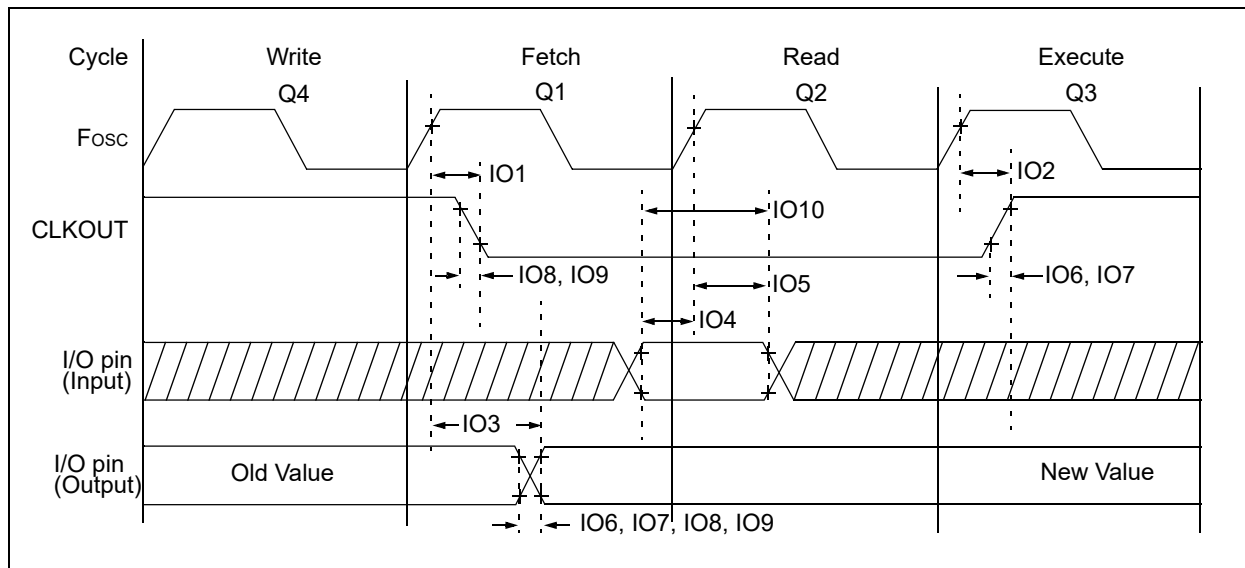 Cycle Write Fetch Read Execute
Q4 Q1 Q2 Q3
Fosc
IO1 IO2
IO10
CLKOUT
IO8, IO9 IO5 IO6, IO7
IO4
I/O pin
(Input)
IO3
I/O pin
(Output)
Old Value New Value
IO6, IO7, IO8, IO9